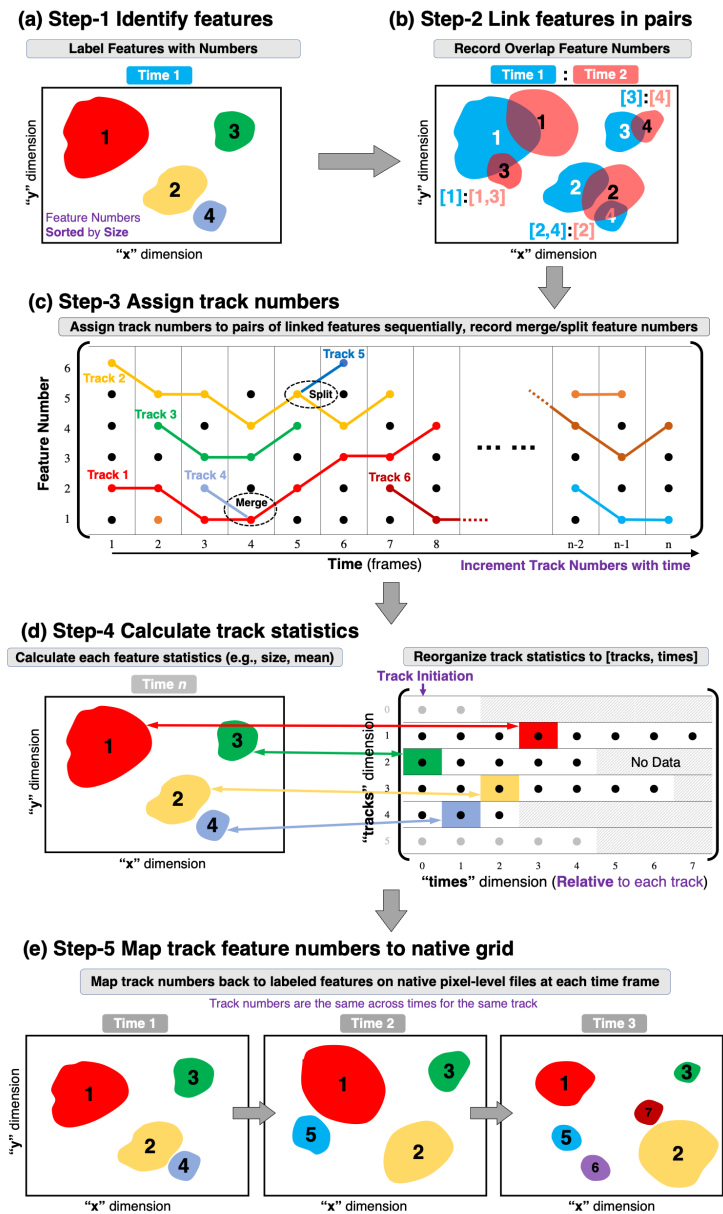 (a) Step-1 Identify features
Label Features with Numbers
Time 1
1
3
2
4
Feature Numbers
Sorted by Size
"y" dimension
"x" dimension
(b) Step-2 Link features in pairs
Record Overlap Feature Numbers
Time 1 : Time 2
[3]:[4]
1
1
3
4
3
2
2
4
[1]:[1,3]
[2,4]:[2]
"y" dimension
"x" dimension
(c) Step-3 Assign track numbers
Assign track numbers to pairs of linked features sequentially, record merge/split feature numbers
Feature Number
6
5
4
3
2
1
Track 5
Track 2
Split
Track 3
Track 1
Track 4
Track 6
Merge
1 2 3 4 5 6 7 8 n-2 n-1 n
Time (frames)
Increment Track Numbers with time
(d) Step-4 Calculate track statistics
Calculate each feature statistics (e.g., size, mean)
Time n
1
3
2
4
"y" dimension
"x" dimension
Reorganize track statistics to [tracks, times]
Track Initiation
"tracks" dimension
0
1
2
No Data
3
4
5
0 1 2 3 4 5 6 7
"times" dimension (Relative to each track)
(e) Step-5 Map track feature numbers to native grid
Map track numbers back to labeled features on native pixel-level files at each time frame
Track numbers are the same across times for the same track
Time 1
1
3
2
4
"y" dimension
"x" dimension
Time 2
1
3
5
2
"x" dimension
Time 3
1
3
7
5
6
2
"x" dimension